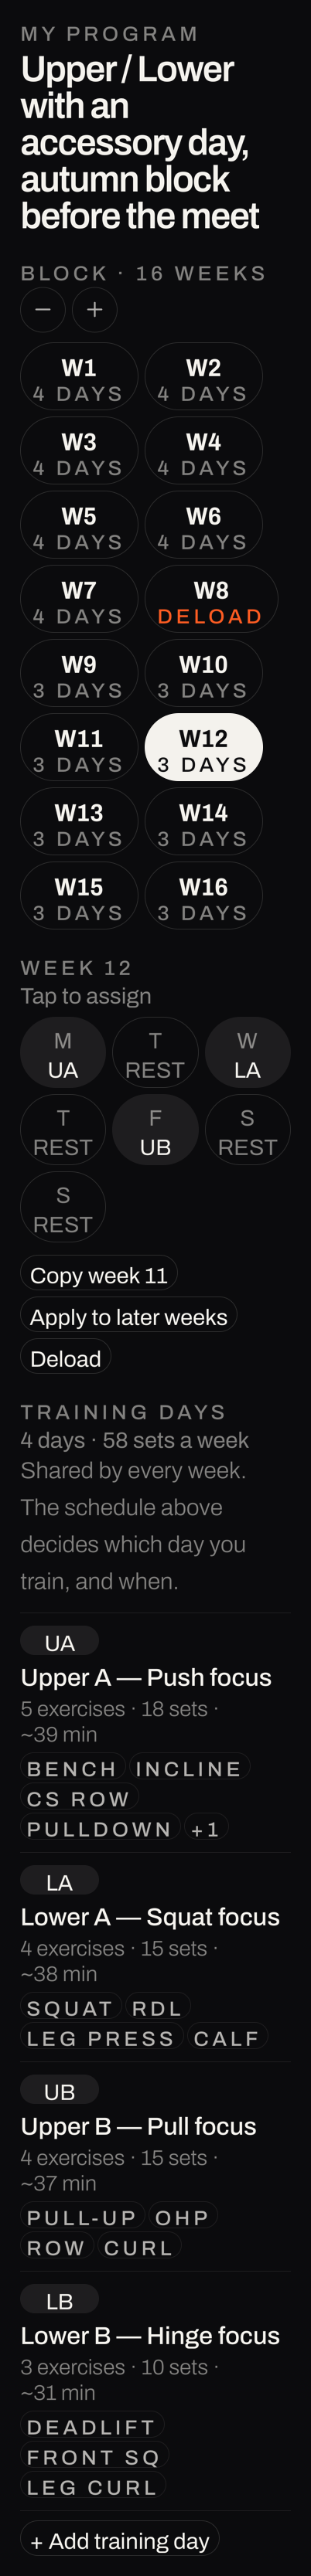 MY PROGRAM
Upper / Lower
with an
accessory day,
autumn block
before the meet
BLOCK · 16 WEEKS
− +
W1 W2
4 DAYS 4 DAYS
W3 W4
4 DAYS 4 DAYS
W5 W6
4 DAYS 4 DAYS
W7 W8
4 DAYS DELOAD
W9 W10
3 DAYS 3 DAYS
W11 W12
3 DAYS 3 DAYS
W13 W14
3 DAYS 3 DAYS
W15 W16
3 DAYS 3 DAYS
WEEK 12
Tap to assign
M T W
UA REST LA
T F S
REST UB REST
S
REST
Copy week 11
Apply to later weeks
Deload
TRAINING DAYS
4 days · 58 sets a week
Shared by every week.
The schedule above
decides which day you
train, and when.
UA
Upper A — Push focus
5 exercises · 18 sets ·
~39 min
BENCH INCLINE
CS ROW
PULLDOWN +1
LA
Lower A — Squat focus
4 exercises · 15 sets ·
~38 min
SQUAT RDL
LEG PRESS CALF
UB
Upper B — Pull focus
4 exercises · 15 sets ·
~37 min
PULL-UP OHP
ROW CURL
LB
Lower B — Hinge focus
3 exercises · 10 sets ·
~31 min
DEADLIFT
FRONT SQ
LEG CURL
+ Add training day